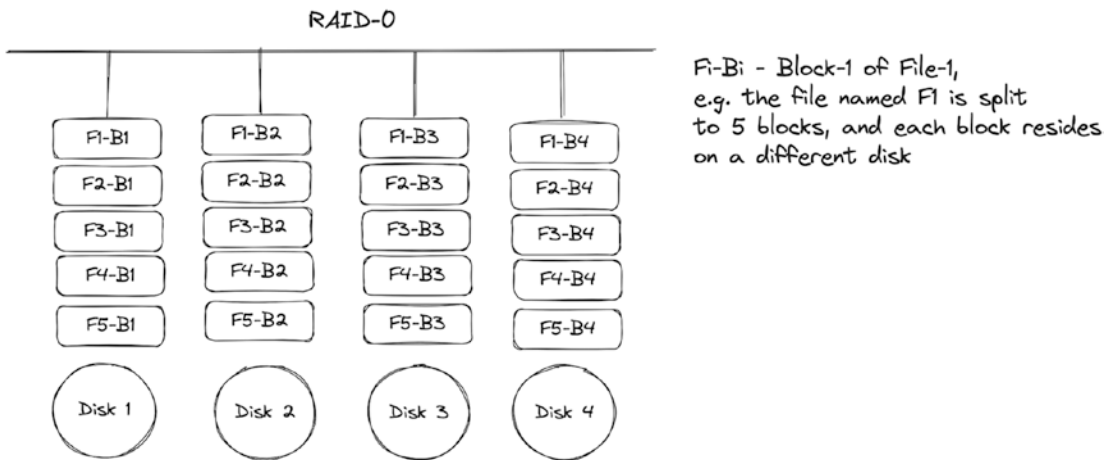 RAID-0
Fi-Bi - Block-1 of File-1,
e.g. the file named F1 is split
to 5 blocks, and each block resides
on a different disk
F1-B1 F1-B2 F1-B3 F1-B4
F2-B1 F2-B2 F2-B3 F2-B4
F3-B1 F3-B2 F3-B3 F3-B4
F4-B1 F4-B2 F4-B3 F4-B4
F5-B1 F5-B2 F5-B3 F5-B4
Disk 1 Disk 2 Disk 3 Disk 4